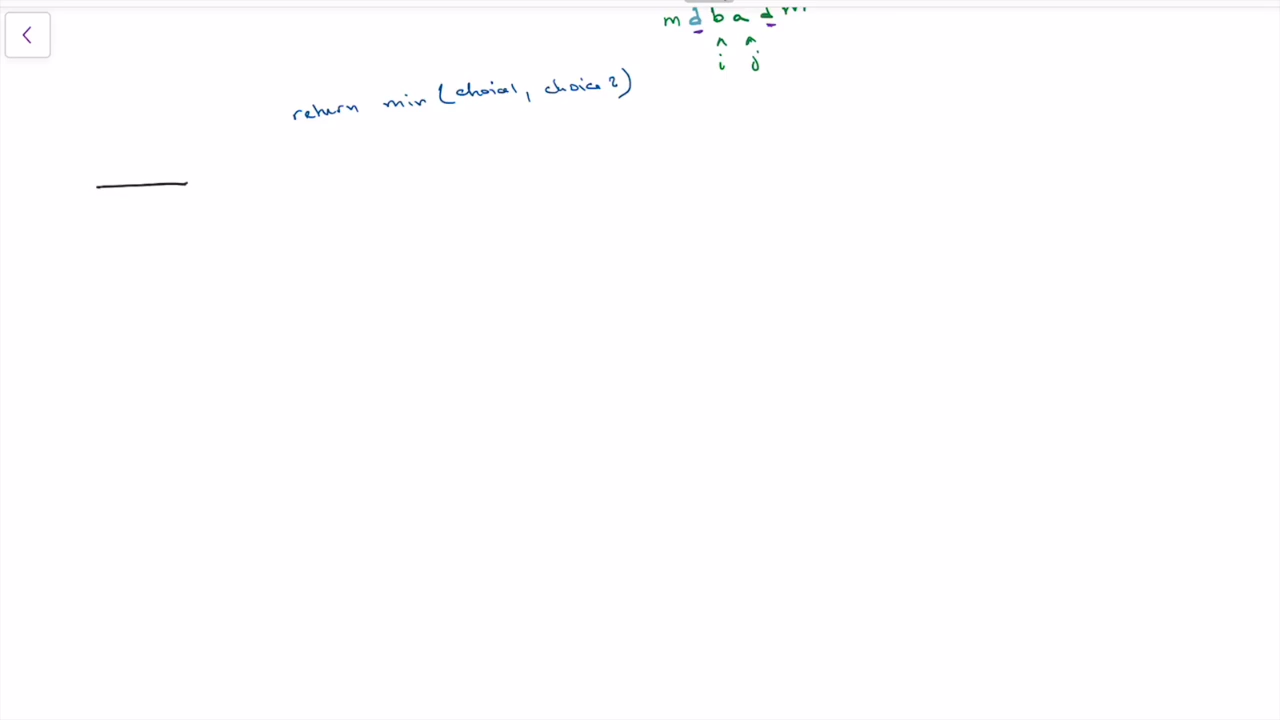 m d b a d m
^ ^
i j
return min (choice1, choice2)